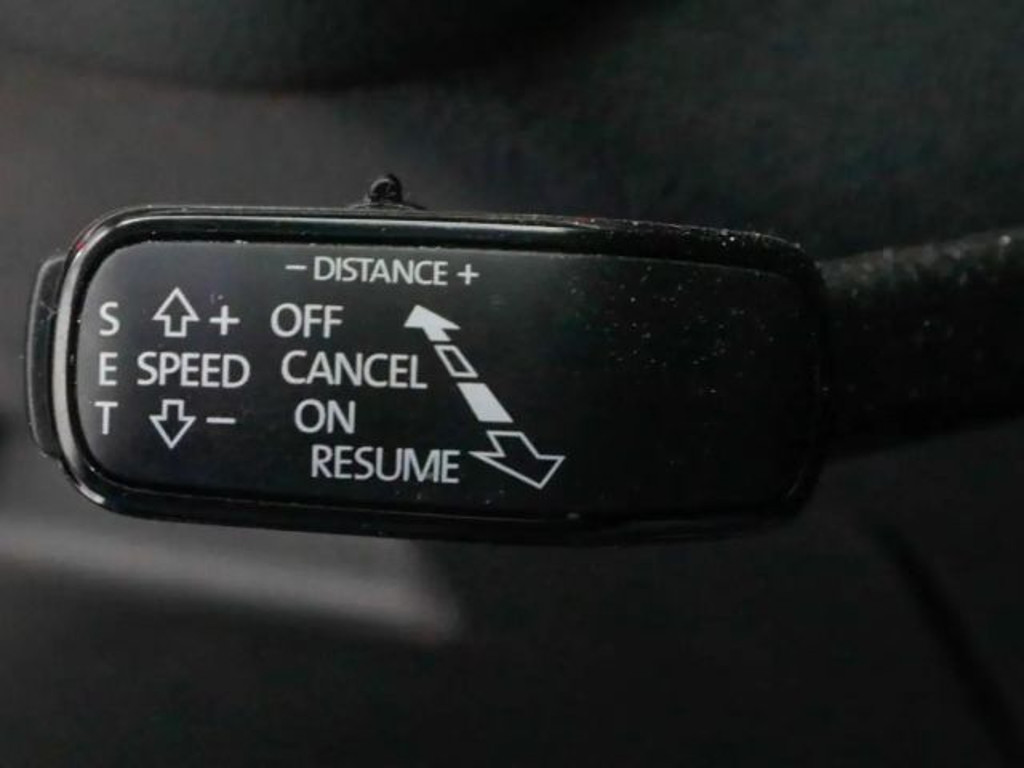 – DISTANCE +
S + OFF
E SPEED CANCEL
T – ON
RESUME